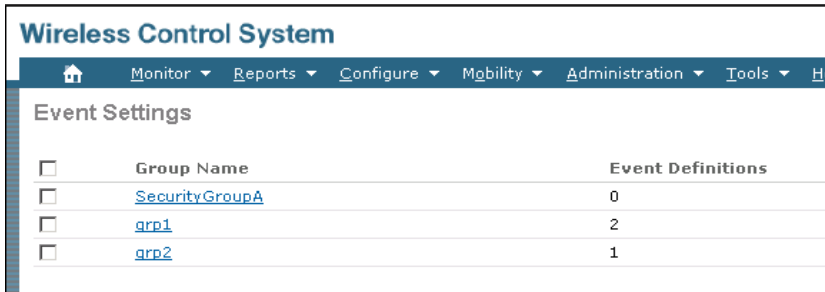 Wireless Control System
Monitor Reports Configure Mobility Administration Tools H
Event Settings
Group Name Event Definitions
SecurityGroupA 0
grp1 2
grp2 1